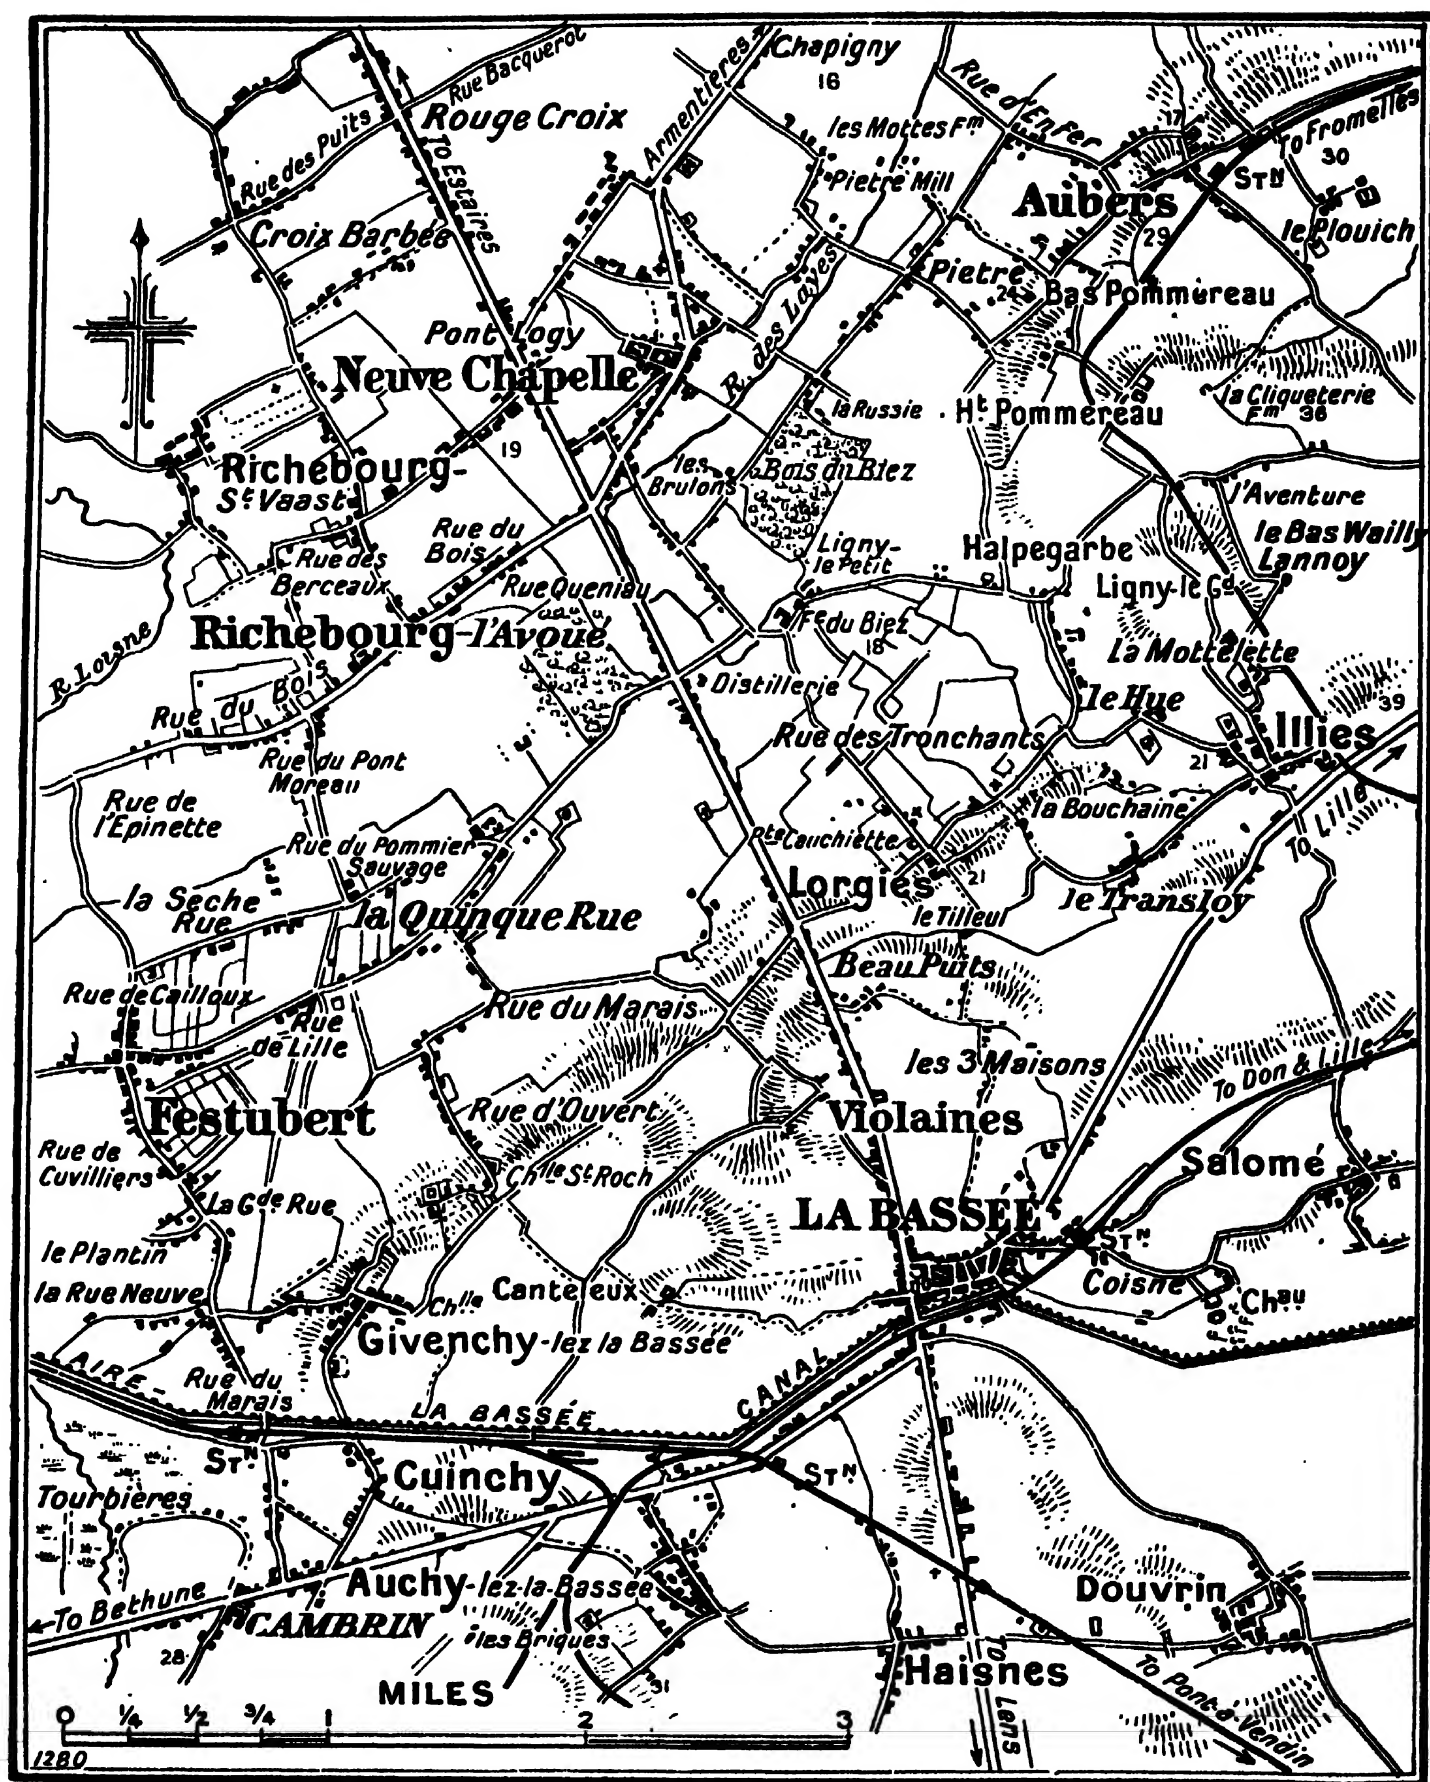 Rue Bacquerot
Chapigny
16
Rue d'Enfer
Rouge Croix
Armentières
les Mottes Fm
17
To Fromelles
30
Rue des Puits
To Estaires
Pietre Mill
Aubers
STN
Croix Barbée
29
le Plouich
Pietre
Bas Pommereau
Pont Logy
R. des Layes
Neuve Chapelle
la Russie
Ht Pommereau
la Cliqueterie
Fm 36
19
Richebourg-
St Vaast
les
Brulots
Bois du Biez
l'Aventure
Rue du
Bois
Ligny-
le Petit
Halpegarbe
le Bas Wailly
Lannoy
Rue des
Berceaux
Rue Queniau
Ligny-le Gd
R. Loisne
Richebourg-l'Avoué
Fe du Biez
18
La Mottelette
Distillerie
le Hue
39
Rue du Bois
Rue des Tronchants
Illies
Rue du Pont
Moreau
21
Rue de
l'Epinette
la Bouchaine
To Lille
Rue du Pommier
Sauvage
Pte Cauchiette
Lorgies
21
la Seche
Rue
la Quinque Rue
le Tilleul
le Transloy
Beau Puits
Rue de Cailloux
Rue du Marais
Rue
de Lille
les 3 Maisons
To Don & Lille
Festubert
Rue d'Ouvert
Violaines
Rue de
Cuvilliers
Chlle St Roch
Salomé
La Gde Rue
LA BASSÉE
STN
le Plantin
la Rue Neuve
Chlle
Canteleux
Coisne
Chau
Givenchy-lez la Bassée
AIRE-
Rue du
Marais
LA BASSÉE
CANAL
STN
Cuinchy
STN
Tourbières
Auchy-lez-la-Bassée
Douvrin
To Bethune
CAMBRIN
les Briques
28
Haisnes
31
To Lens
To Pont-à-Vendin
MILES
0 1/4 1/2 3/4 1 2 3
1280